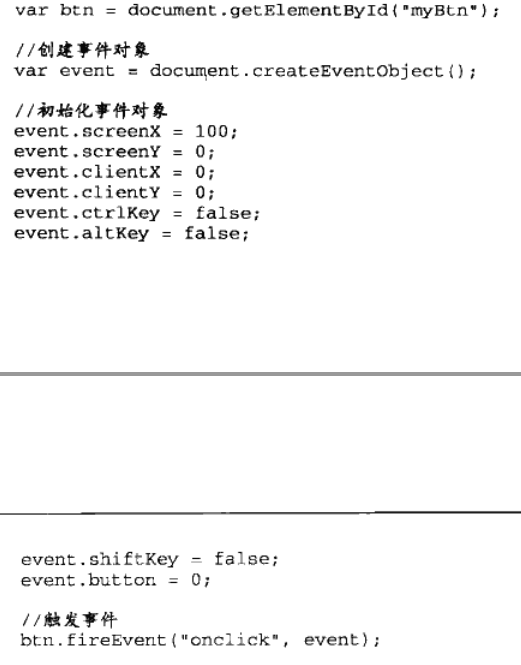 var btn = document.getElementById("myBtn");
//创建事件对象
var event = document.createEventObject();
//初始化事件对象
event.screenX = 100;
event.screenY = 0;
event.clientX = 0;
event.clientY = 0;
event.ctrlKey = false;
event.altKey = false;
event.shiftKey = false;
event.button = 0;
//触发事件
btn.fireEvent("onclick", event);